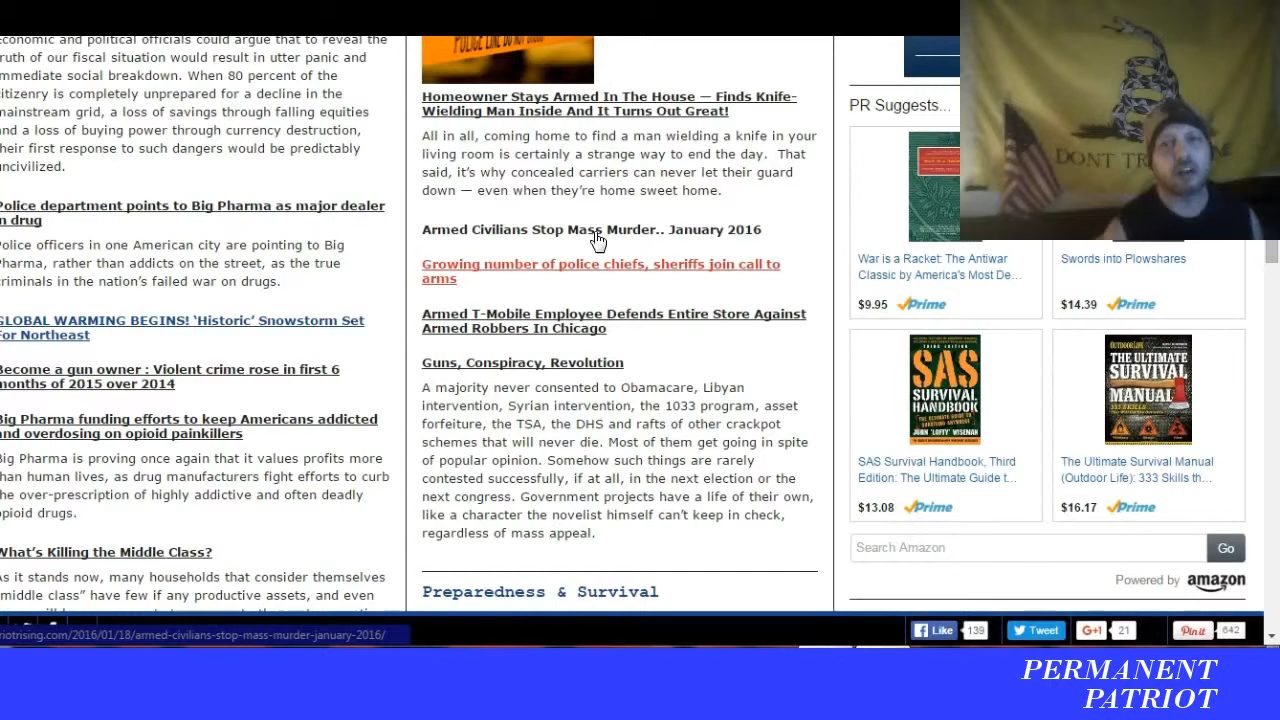 Economic and political officials could argue that to reveal the
ruth of our fiscal situation would result in utter panic and
mmediate social breakdown. When 80 percent of the
citizenry is completely unprepared for a decline in the
mainstream grid, a loss of savings through falling equities
and a loss of buying power through currency destruction,
heir first response to such dangers would be predictably
uncivilized.
Police department points to Big Pharma as major dealer
n drug
Police officers in one American city are pointing to Big
Pharma, rather than addicts on the street, as the true
criminals in the nation's failed war on drugs.
GLOBAL WARMING BEGINS! ‘Historic’ Snowstorm Set
For Northeast
Become a gun owner : Violent crime rose in first 6
months of 2015 over 2014
Big Pharma funding efforts to keep Americans addicted
and overdosing on opioid painkillers
Big Pharma is proving once again that it values profits more
han human lives, as drug manufacturers fight efforts to curb
he over-prescription of highly addictive and often deadly
opioid drugs.
What’s Killing the Middle Class?
As it stands now, many households that consider themselves
middle class” have few if any productive assets, and even
POLICE LINE DO NOT
Homeowner Stays Armed In The House — Finds Knife-
Wielding Man Inside And It Turns Out Great!
All in all, coming home to find a man wielding a knife in your
living room is certainly a strange way to end the day.  That
said, it’s why concealed carriers can never let their guard
down — even when they’re home sweet home.
Armed Civilians Stop Mass Murder.. January 2016
Growing number of police chiefs, sheriffs join call to
arms
Armed T-Mobile Employee Defends Entire Store Against
Armed Robbers In Chicago
Guns, Conspiracy, Revolution
A majority never consented to Obamacare, Libyan
intervention, Syrian intervention, the 1033 program, asset
forfeiture, the TSA, the DHS and rafts of other crackpot
schemes that will never die. Most of them get going in spite
of popular opinion. Somehow such things are rarely
contested successfully, if at all, in the next election or the
next congress. Government projects have a life of their own,
like a character the novelist himself can’t keep in check,
regardless of mass appeal.
Preparedness & Survival
DONT TR
PR Suggests...
War is a Racket: The Antiwar
Classic by America's Most De...
$9.95 Prime
Swords into Plowshares
$14.39 Prime
SAS
SURVIVAL
HANDBOOK
JOHN 'LOFTY' WISEMAN
SAS Survival Handbook, Third
Edition: The Ultimate Guide t...
$13.08 Prime
OUTDOOR LIFE
THE ULTIMATE
SURVIVAL
MANUAL
The Ultimate Survival Manual
(Outdoor Life): 333 Skills th...
$16.17 Prime
Search Amazon Go
Powered by amazon
riotrising.com/2016/01/18/armed-civilians-stop-mass-murder-january-2016/
Like 139 Tweet G+1 21 Pin it 642
PERMANENT
PATRIOT